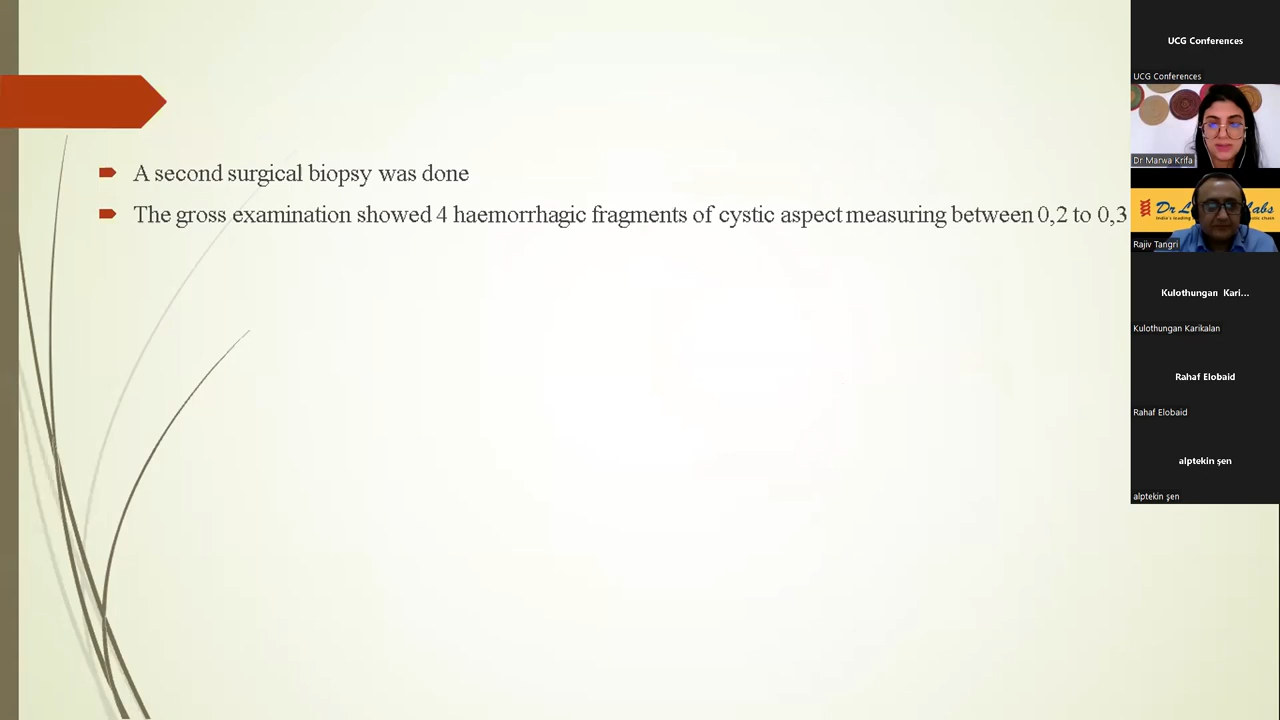 A second surgical biopsy was done
The gross examination showed 4 haemorrhagic fragments of cystic aspect measuring between 0,2 to 0,3
UCG Conferences
UCG Conferences
Dr Marwa Krifa
Dr L abs
Rajiv Tangri
Kulothungan Kari...
Kulothungan Karikalan
Rahaf Elobaid
Rahaf Elobaid
alptekin şen
alptekin şen